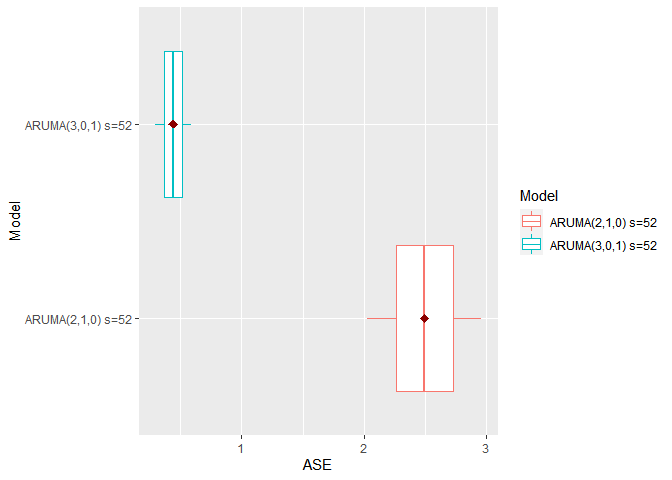 ARUMA(3,0,1) s=52
ARUMA(2,1,0) s=52
Model
1
2
3
ASE
Model
ARUMA(2,1,0) s=52
ARUMA(3,0,1) s=52